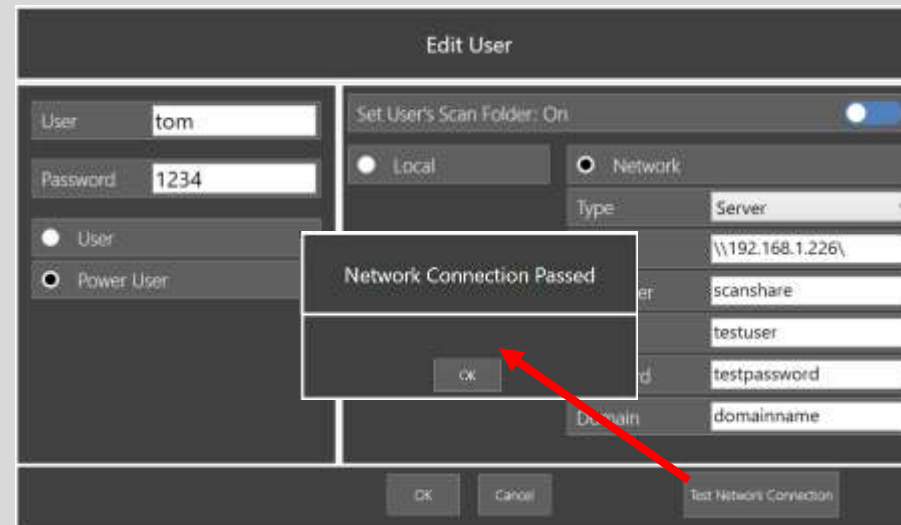 Edit User
User tom
Password 1234
User
Power User
Set User's Scan Folder: On
Local
Network
Type Server
\\192.168.1.226\
er scanshare
testuser
d testpassword
Domain domainname
Network Connection Passed
OK
OK Cancel Test Network Connection